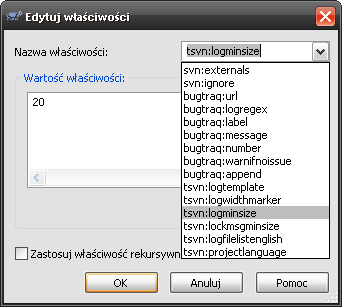 Edytuj właściwości
Nazwa właściwości:
tsvn:logminsize
svn:externals
svn:ignore
bugtraq:url
bugtraq:logregex
bugtraq:label
bugtraq:message
bugtraq:number
bugtraq:warnifnoissue
bugtraq:append
tsvn:logtemplate
tsvn:logwidthmarker
tsvn:logminsize
tsvn:lockmsgminsize
tsvn:logfilelistenglish
tsvn:projectlanguage
Wartość właściwości:
20
Zastosuj właściwość rekursywn
OK
Anuluj
Pomoc